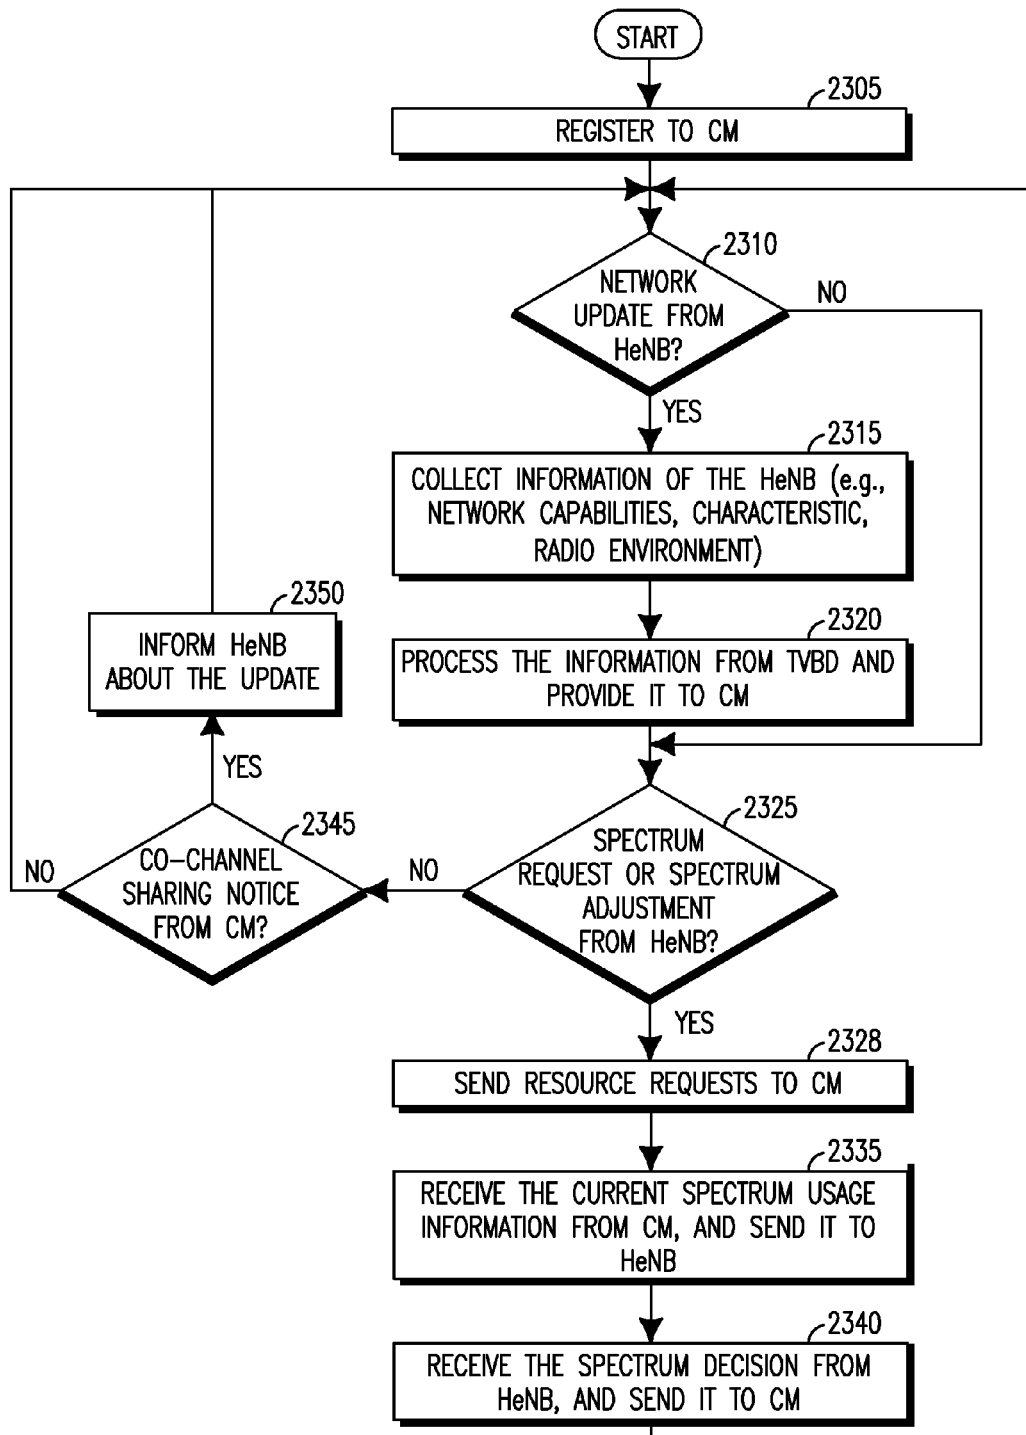 START
2305
REGISTER TO CM
2310
NETWORK
UPDATE FROM
HeNB?
NO
YES
2315
COLLECT INFORMATION OF THE HeNB (e.g.,
NETWORK CAPABILITIES, CHARACTERISTIC,
RADIO ENVIRONMENT)
2350
INFORM HeNB
ABOUT THE UPDATE
2320
PROCESS THE INFORMATION FROM TVBD AND
PROVIDE IT TO CM
YES
2345
CO-CHANNEL
SHARING NOTICE
FROM CM?
NO
NO
2325
SPECTRUM
REQUEST OR SPECTRUM
ADJUSTMENT
FROM HeNB?
YES
2328
SEND RESOURCE REQUESTS TO CM
2335
RECEIVE THE CURRENT SPECTRUM USAGE
INFORMATION FROM CM, AND SEND IT TO
HeNB
2340
RECEIVE THE SPECTRUM DECISION FROM
HeNB, AND SEND IT TO CM